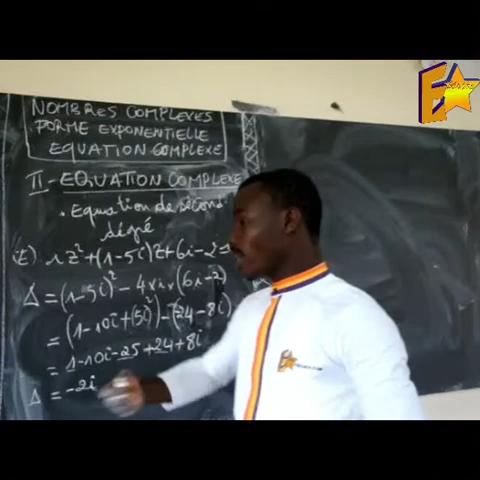 NOMBRES COMPLEXES
FORME EXPONENTIELLE
EQUATION COMPLEXE
II-EQUATION COMPLEXE
• Equation de second
degré
(E) 1z²+(1-5i)z+6i-2=
Δ = (1-5i)² - 4×1×(6i-2)
= (1-10i+(5i)²) - (24-8i)
= 1-10i-25+24+8i
Δ = -2i